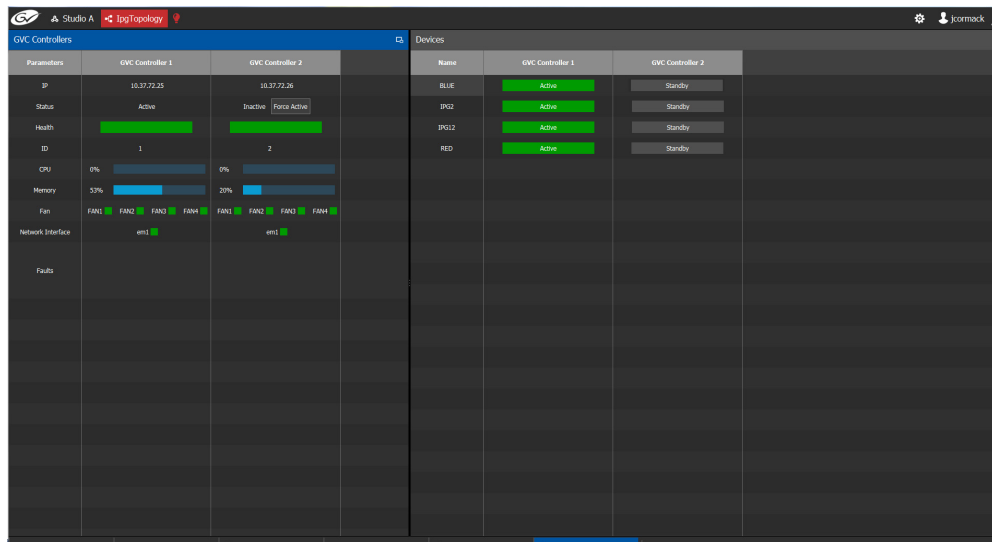 GV Studio A IpgTopology jcormack
GVC Controllers
Parameters GVC Controller 1 GVC Controller 2
IP 10.37.72.25 10.37.72.26
Status Active Inactive Force Active
Health
ID 1 2
CPU 0% 0%
Memory 53% 20%
Fan FAN1 FAN2 FAN3 FAN4 FAN1 FAN2 FAN3 FAN4
Network Interface em1 em1
Faults
Devices
Name GVC Controller 1 GVC Controller 2
BLUE Active Standby
IPG2 Active Standby
IPG12 Active Standby
RED Active Standby